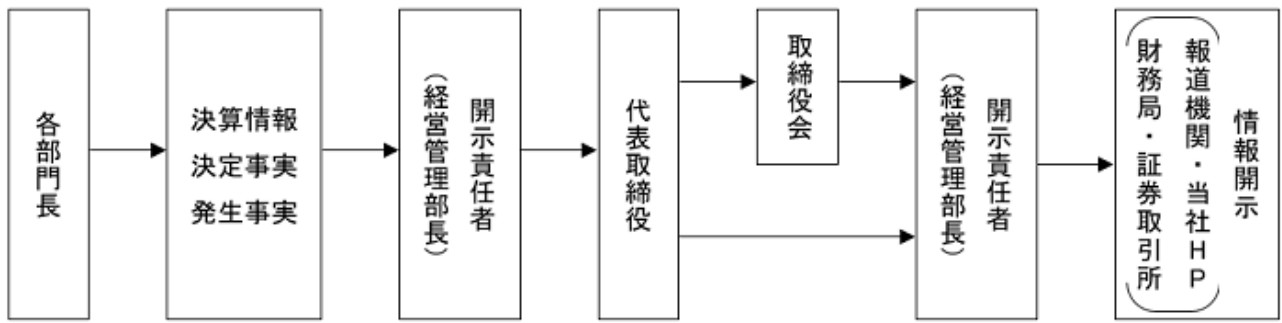 各部門長
決算情報
決定事実
発生事実
開示責任者
(経営管理部長)
代表取締役
取締役会
開示責任者
(経営管理部長)
情報開示
(報道機関・当社HP
財務局・証券取引所)